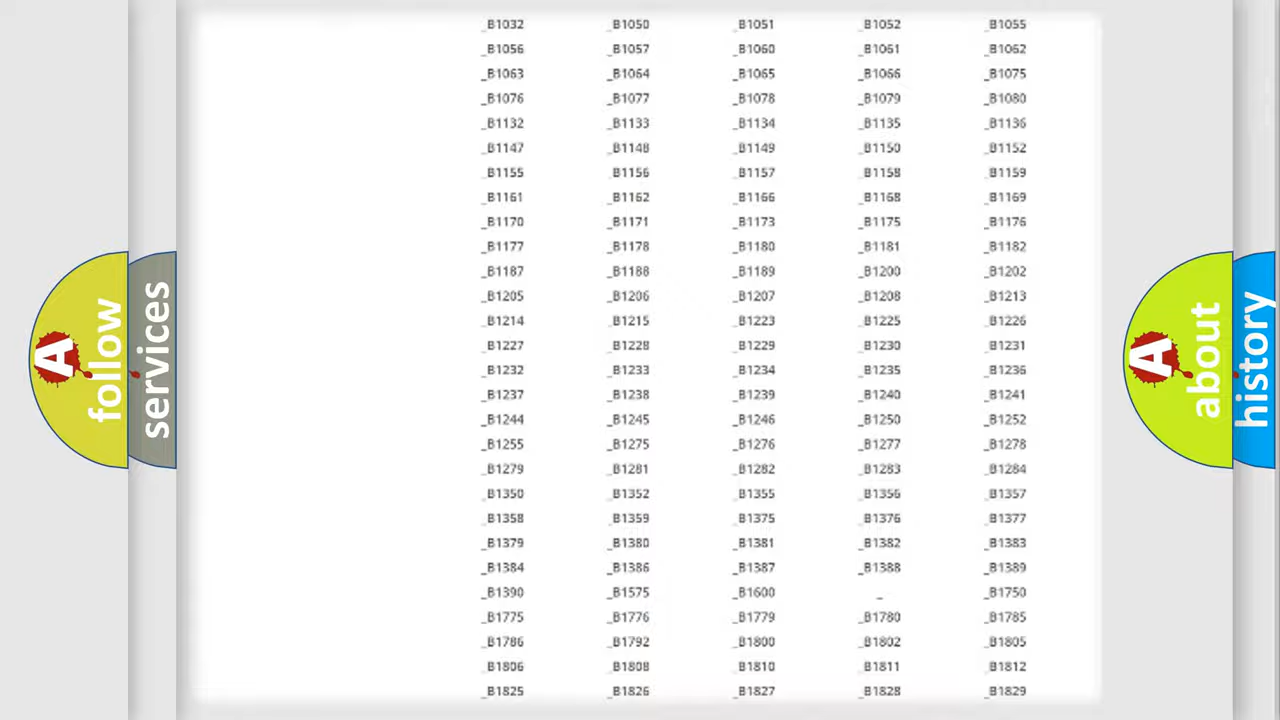 _B1032 _B1050 _B1051 _B1052 _B1055
_B1056 _B1057 _B1060 _B1061 _B1062
_B1063 _B1064 _B1065 _B1066 _B1075
_B1076 _B1077 _B1078 _B1079 _B1080
_B1132 _B1133 _B1134 _B1135 _B1136
_B1147 _B1148 _B1149 _B1150 _B1152
_B1155 _B1156 _B1157 _B1158 _B1159
_B1161 _B1162 _B1166 _B1168 _B1169
_B1170 _B1171 _B1173 _B1175 _B1176
_B1177 _B1178 _B1180 _B1181 _B1182
_B1187 _B1188 _B1189 _B1200 _B1202
_B1205 _B1206 _B1207 _B1208 _B1213
_B1214 _B1215 _B1223 _B1225 _B1226
_B1227 _B1228 _B1229 _B1230 _B1231
_B1232 _B1233 _B1234 _B1235 _B1236
_B1237 _B1238 _B1239 _B1240 _B1241
_B1244 _B1245 _B1246 _B1250 _B1252
_B1255 _B1275 _B1276 _B1277 _B1278
_B1279 _B1281 _B1282 _B1283 _B1284
_B1350 _B1352 _B1355 _B1356 _B1357
_B1358 _B1359 _B1375 _B1376 _B1377
_B1379 _B1380 _B1381 _B1382 _B1383
_B1384 _B1386 _B1387 _B1388 _B1389
_B1390 _B1575 _B1600 _ _B1750
_B1775 _B1776 _B1779 _B1780 _B1785
_B1786 _B1792 _B1800 _B1802 _B1805
_B1806 _B1808 _B1810 _B1811 _B1812
_B1825 _B1826 _B1827 _B1828 _B1829
A
follow
services
A
about
history